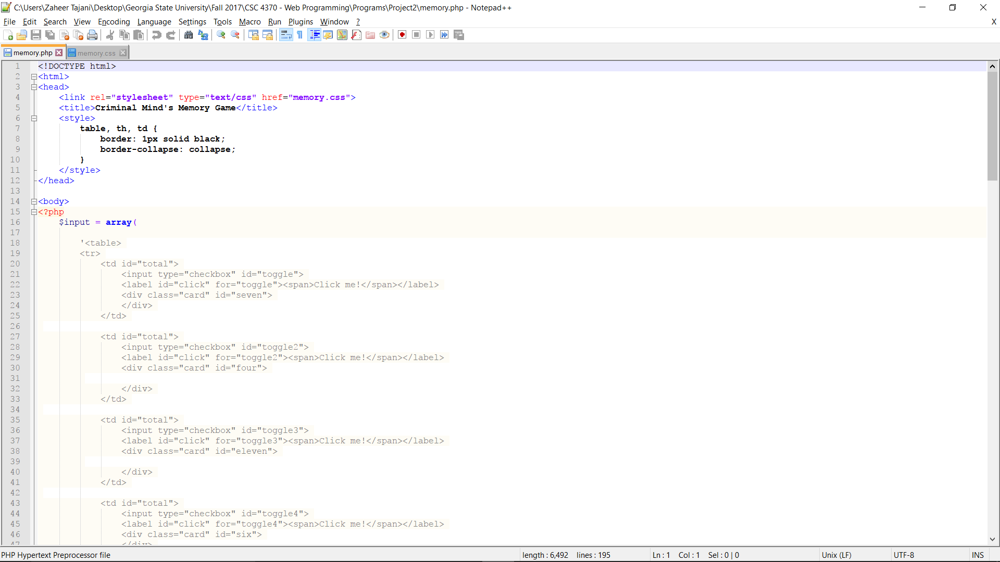 C:\Users\Zaheer Tajani\Desktop\Georgia State University\Fall 2017\CSC 4370 - Web Programming\Programs\Project2\memory.php - Notepad++
File Edit Search View Encoding Language Settings Tools Macro Run Plugins Window ? X
memory.php memory.css
1 <!DOCTYPE html>
2 <html>
3 <head>
4 <link rel="stylesheet" type="text/css" href="memory.css">
5 <title>Criminal Mind's Memory Game</title>
6 <style>
7 table, th, td {
8 border: 1px solid black;
9 border-collapse: collapse;
10 }
11 </style>
12 </head>
13
14 <body>
15 <?php
16 $input = array(
17
18 '<table>
19 <tr>
20 <td id="total">
21 <input type="checkbox" id="toggle">
22 <label id="click" for="toggle"><span>Click me!</span></label>
23 <div class="card" id="seven">
24 </div>
25 </td>
26
27 <td id="total">
28 <input type="checkbox" id="toggle2">
29 <label id="click" for="toggle2"><span>Click me!</span></label>
30 <div class="card" id="four">
31
32 </div>
33 </td>
34
35 <td id="total">
36 <input type="checkbox" id="toggle3">
37 <label id="click" for="toggle3"><span>Click me!</span></label>
38 <div class="card" id="eleven">
39
40 </div>
41 </td>
42
43 <td id="total">
44 <input type="checkbox" id="toggle4">
45 <label id="click" for="toggle4"><span>Click me!</span></label>
46 <div class="card" id="six">
47 </div>
PHP Hypertext Preprocessor file length : 6,492 lines : 195 Ln : 1 Col : 1 Sel : 0 | 0 Unix (LF) UTF-8 INS